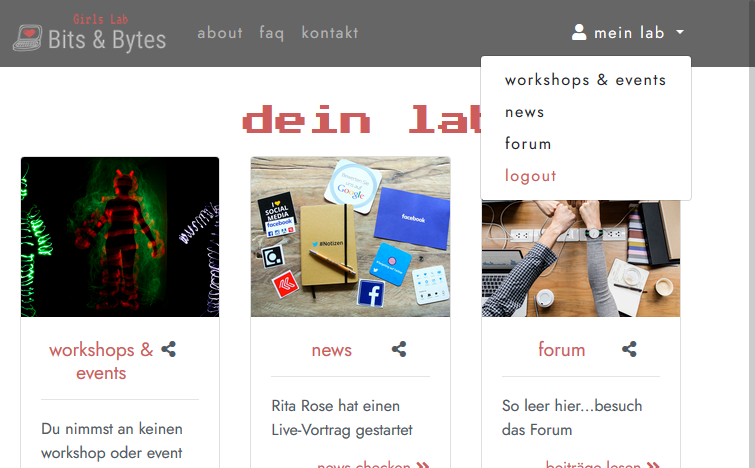 Girls Lab
Bits & Bytes
about faq kontakt
mein lab
workshops & events
news
forum
logout
dein lab
I
SOCIAL
MEDIA
facebook
Google
facebook
#Notizen
workshops &
events
Du nimmst an keinen
workshop oder event
news
Rita Rose hat einen
Live-Vortrag gestartet
news checken
forum
So leer hier...besuch
das Forum
beiträge lesen